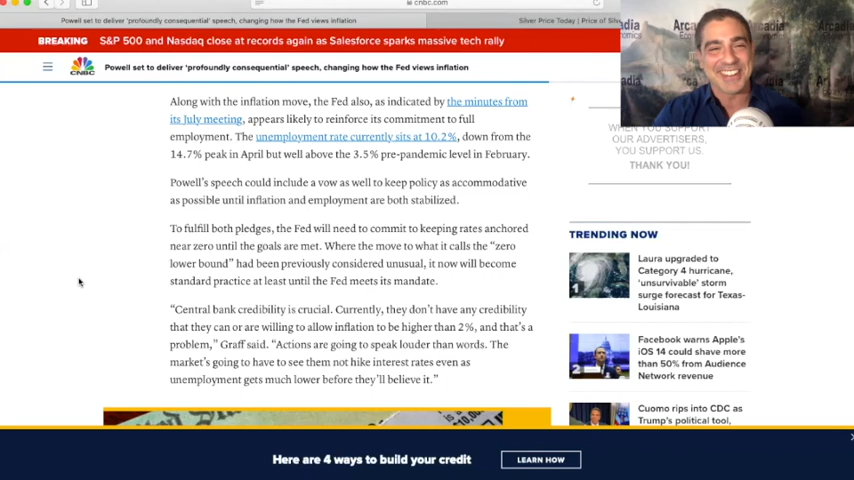 cnbc.com
Powell set to deliver 'profoundly consequential' speech, changing how the Fed views inflation
Silver Price Today | Price of Silv
BREAKING S&P 500 and Nasdaq close at records again as Salesforce sparks massive tech rally
CNBC
Powell set to deliver 'profoundly consequential' speech, changing how the Fed views inflation
Arcadia
Economics
Along with the inflation move, the Fed also, as indicated by the minutes from
its July meeting, appears likely to reinforce its commitment to full
employment. The unemployment rate currently sits at 10.2%, down from the
14.7% peak in April but well above the 3.5% pre-pandemic level in February.
Powell's speech could include a vow as well to keep policy as accommodative
as possible until inflation and employment are both stabilized.
To fulfill both pledges, the Fed will need to commit to keeping rates anchored
near zero until the goals are met. Where the move to what it calls the "zero
lower bound" had been previously considered unusual, it now will become
standard practice at least until the Fed meets its mandate.
"Central bank credibility is crucial. Currently, they don't have any credibility
that they can or are willing to allow inflation to be higher than 2%, and that's a
problem," Graff said. "Actions are going to speak louder than words. The
market's going to have to see them not hike interest rates even as
unemployment gets much lower before they'll believe it."
WHEN YOU SUPPORT
OUR ADVERTISERS,
YOU SUPPORT US.
THANK YOU!
TRENDING NOW
1
Laura upgraded to
Category 4 hurricane,
'unsurvivable' storm
surge forecast for Texas-
Louisiana
2
Facebook warns Apple's
iOS 14 could shave more
than 50% from Audience
Network revenue
Cuomo rips into CDC as
Trump's political tool,
Here are 4 ways to build your credit
LEARN HOW